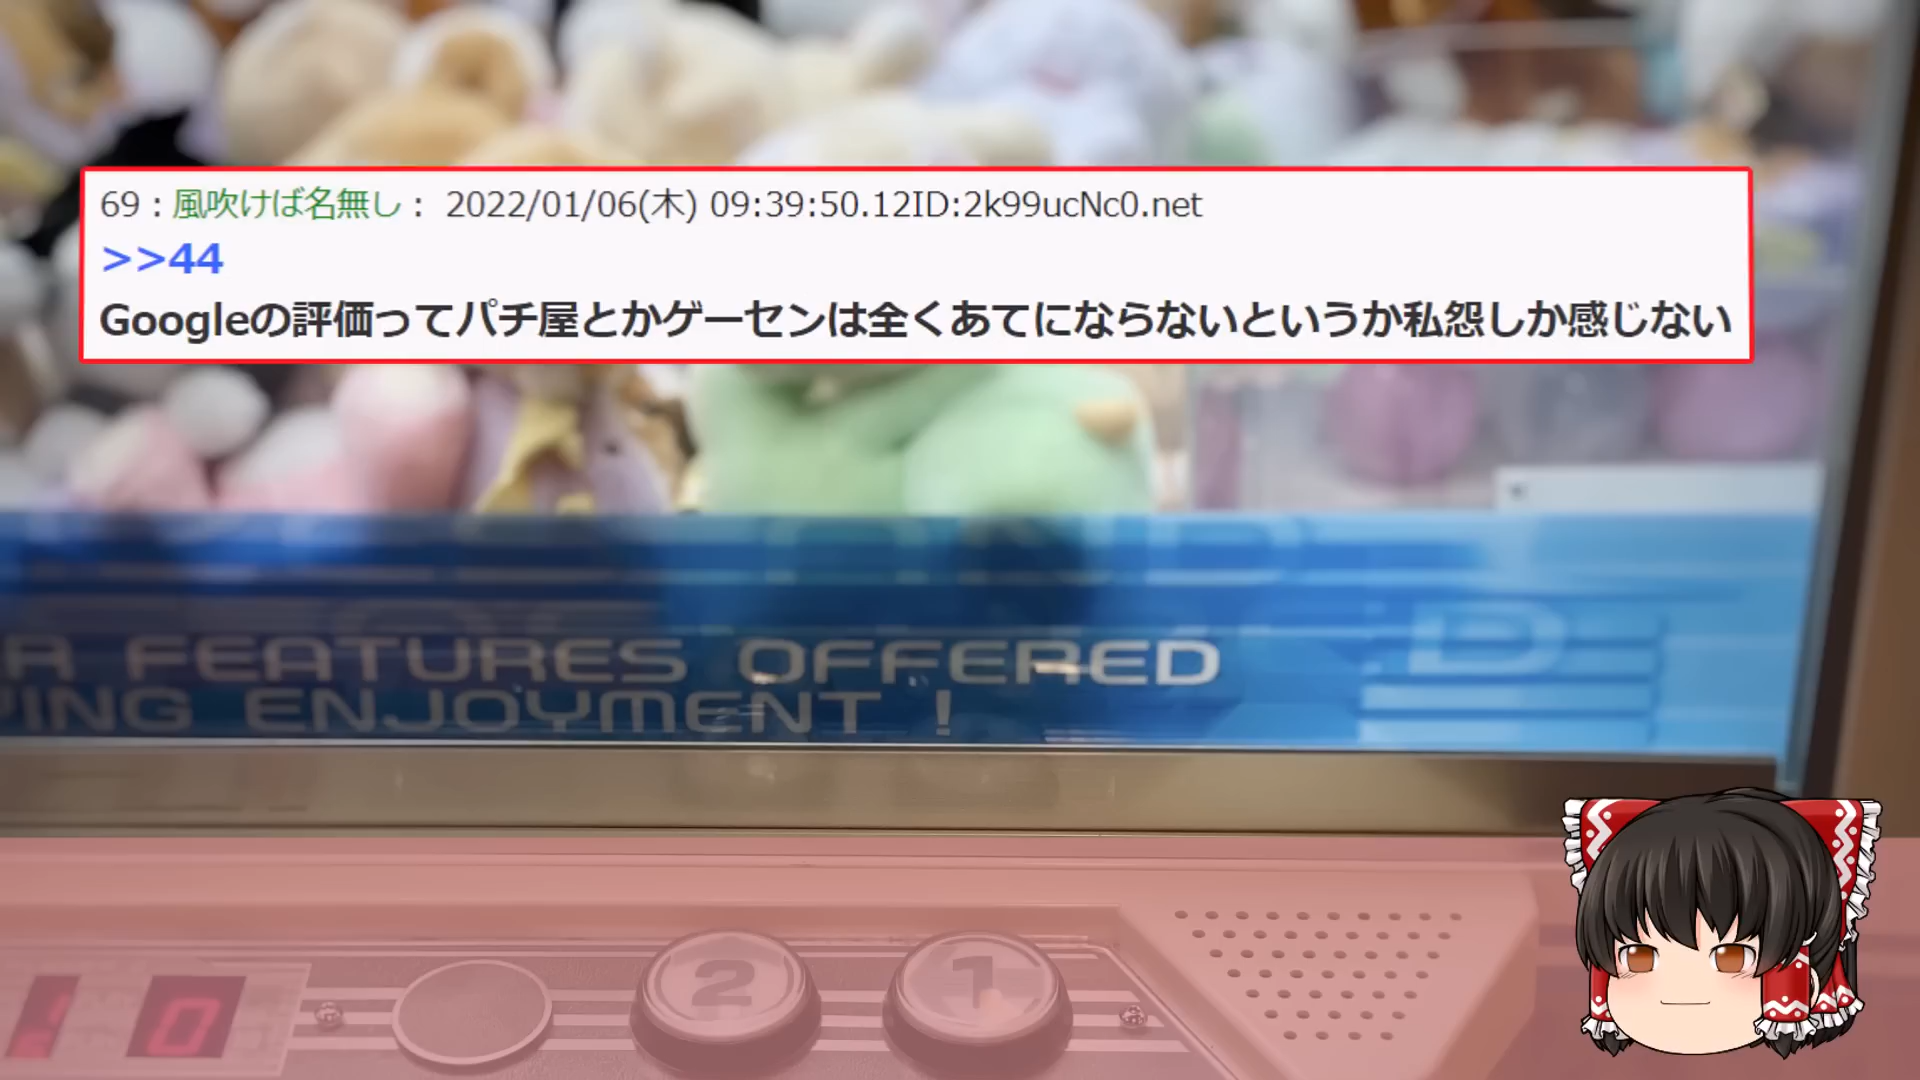 69 : 風吹けば名無し : 2022/01/06(木) 09:39:50.12ID:2k99ucNc0.net
>>44
Googleの評価ってパチ屋とかゲーセンは全くあてにならないというか私怨しか感じない
R FEATURES OFFERED
YING ENJOYMENT !
D
2
1
0